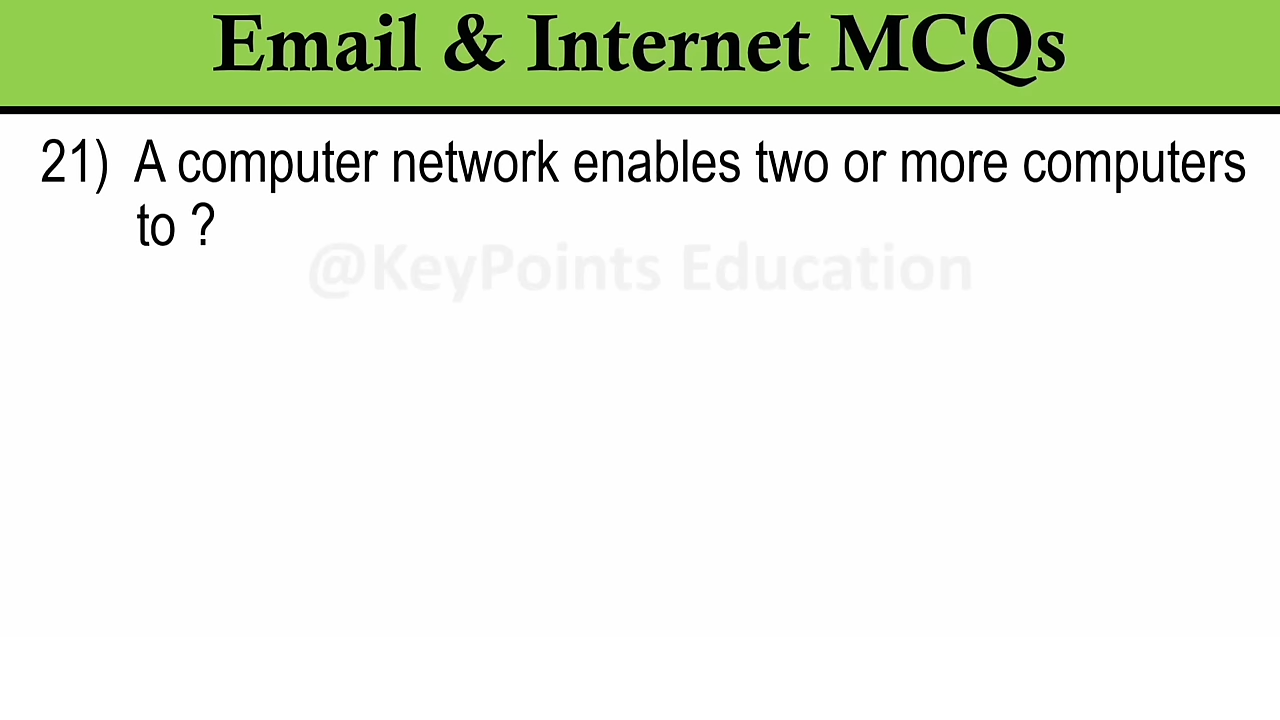 Email & Internet MCQs
21) A computer network enables two or more computers
to ?
@KeyPoints Education